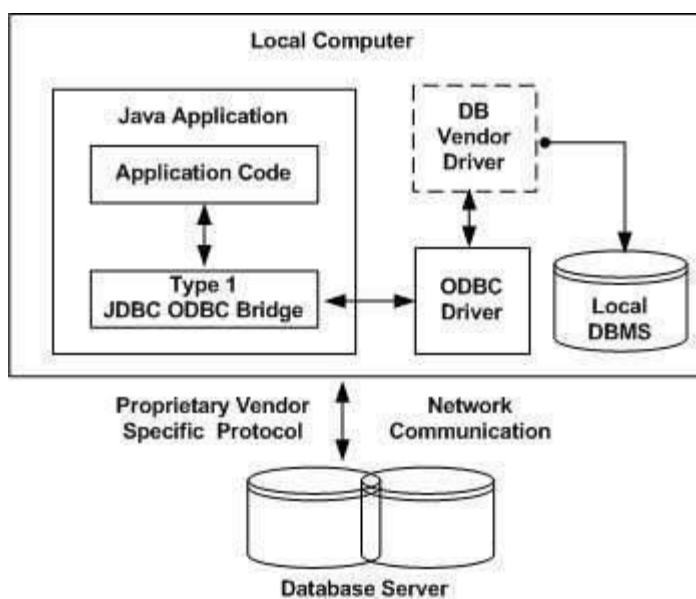 Local Computer
Java Application
Application Code
Type 1
JDBC ODBC Bridge
DB
Vendor
Driver
ODBC
Driver
Local
DBMS
Proprietary Vendor
Specific Protocol
Network
Communication
Database Server